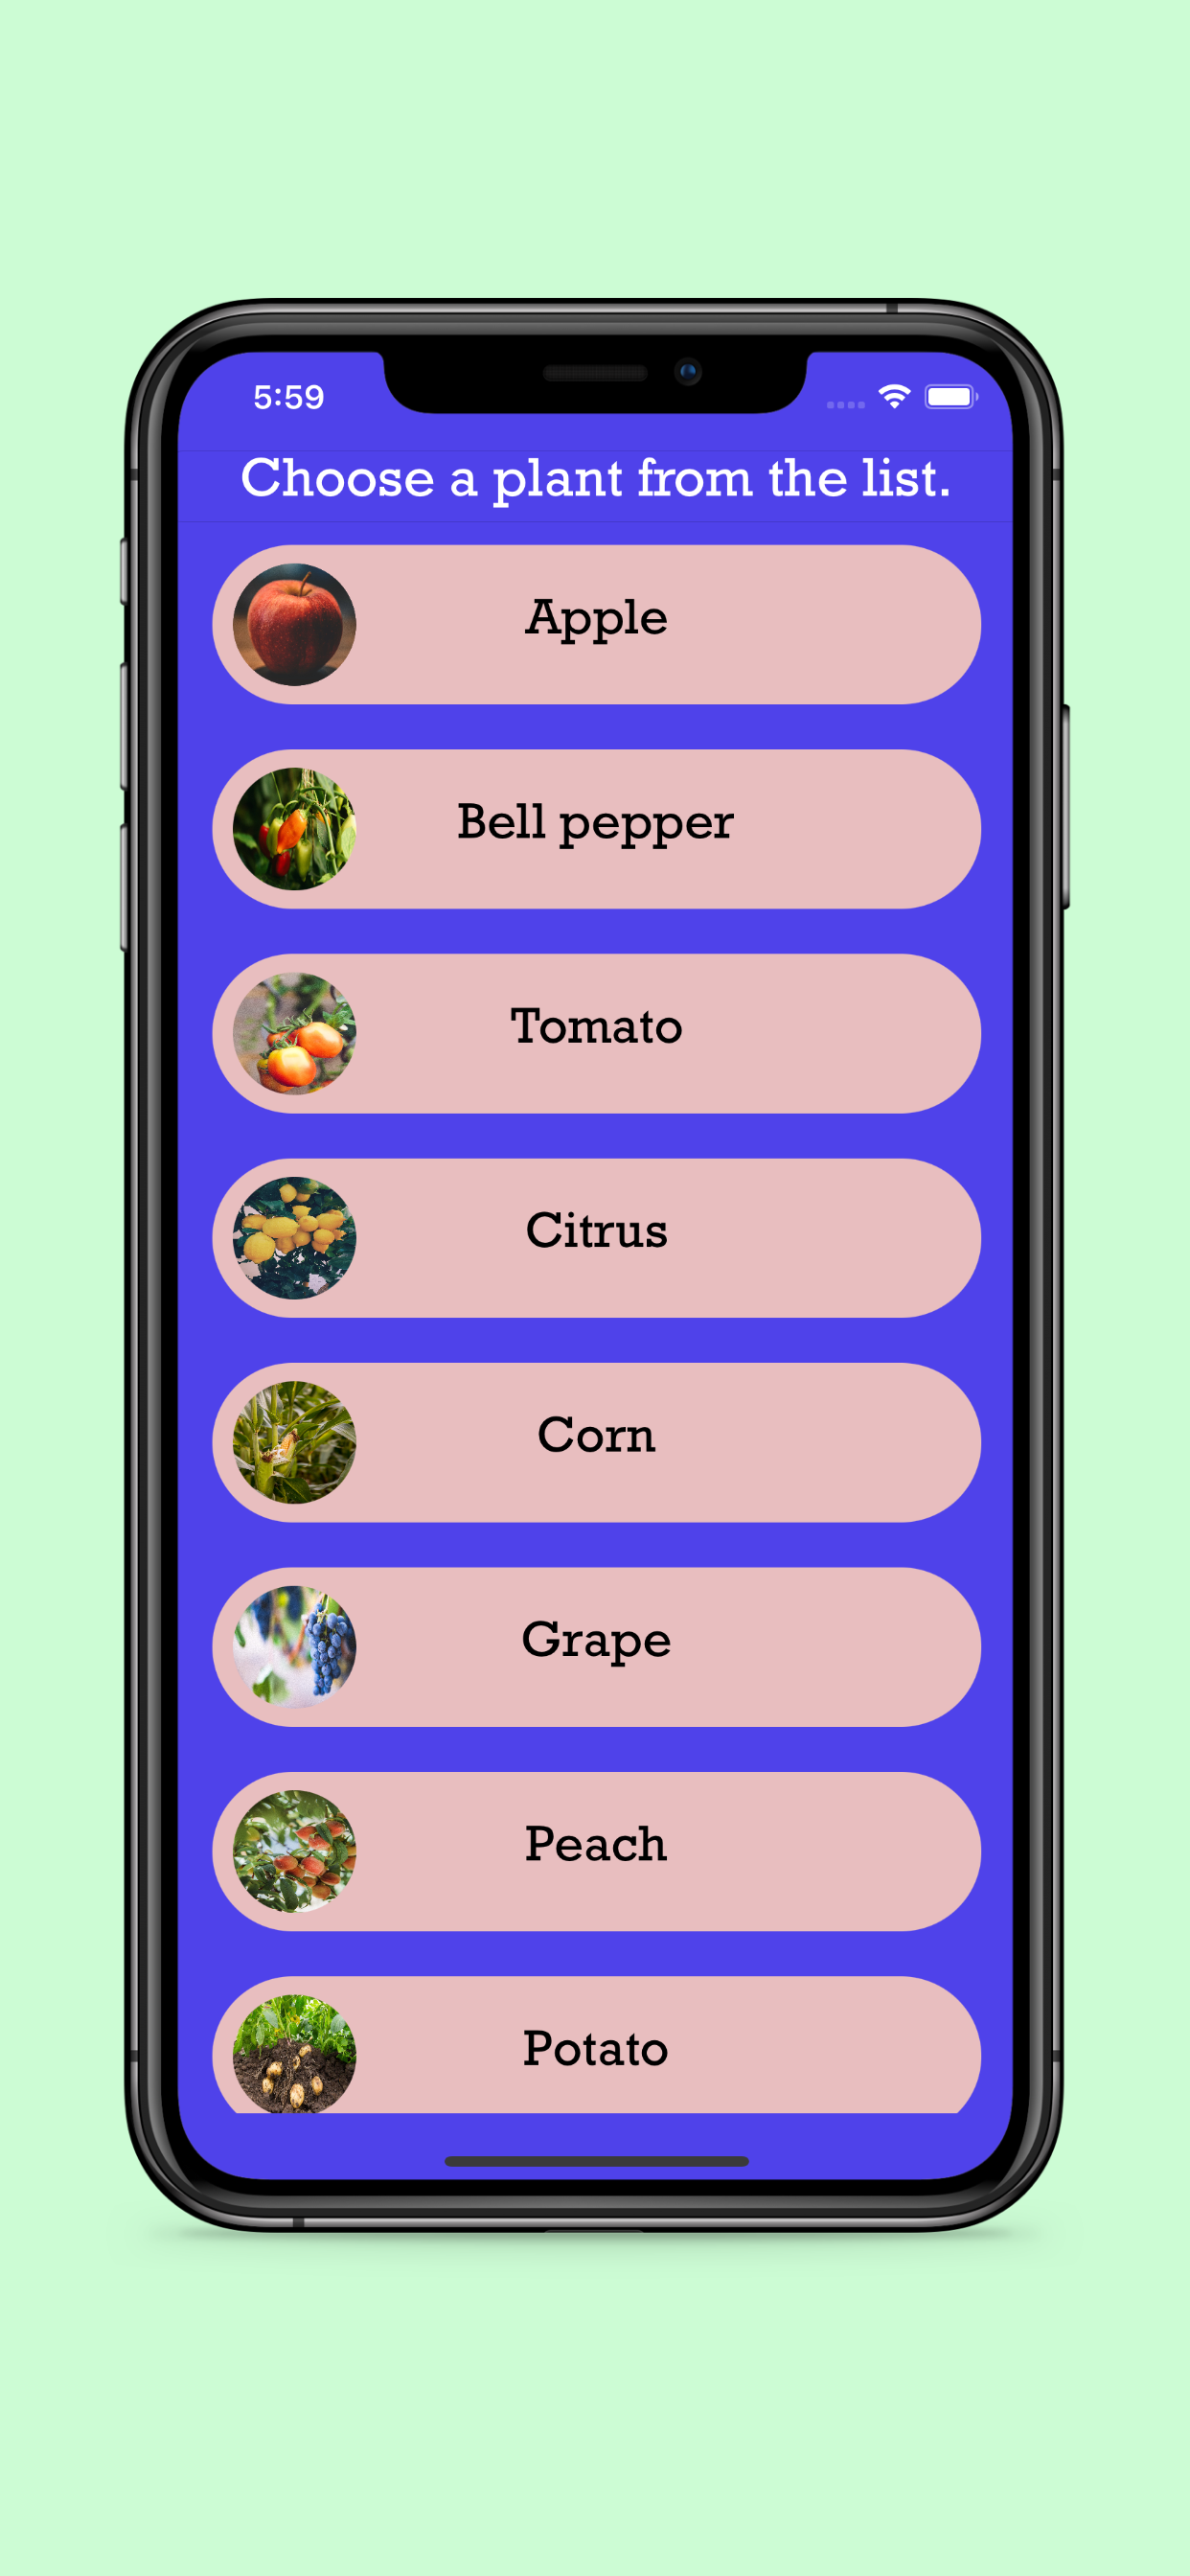 5:59
Choose a plant from the list.
Apple
Bell pepper
Tomato
Citrus
Corn
Grape
Peach
Potato